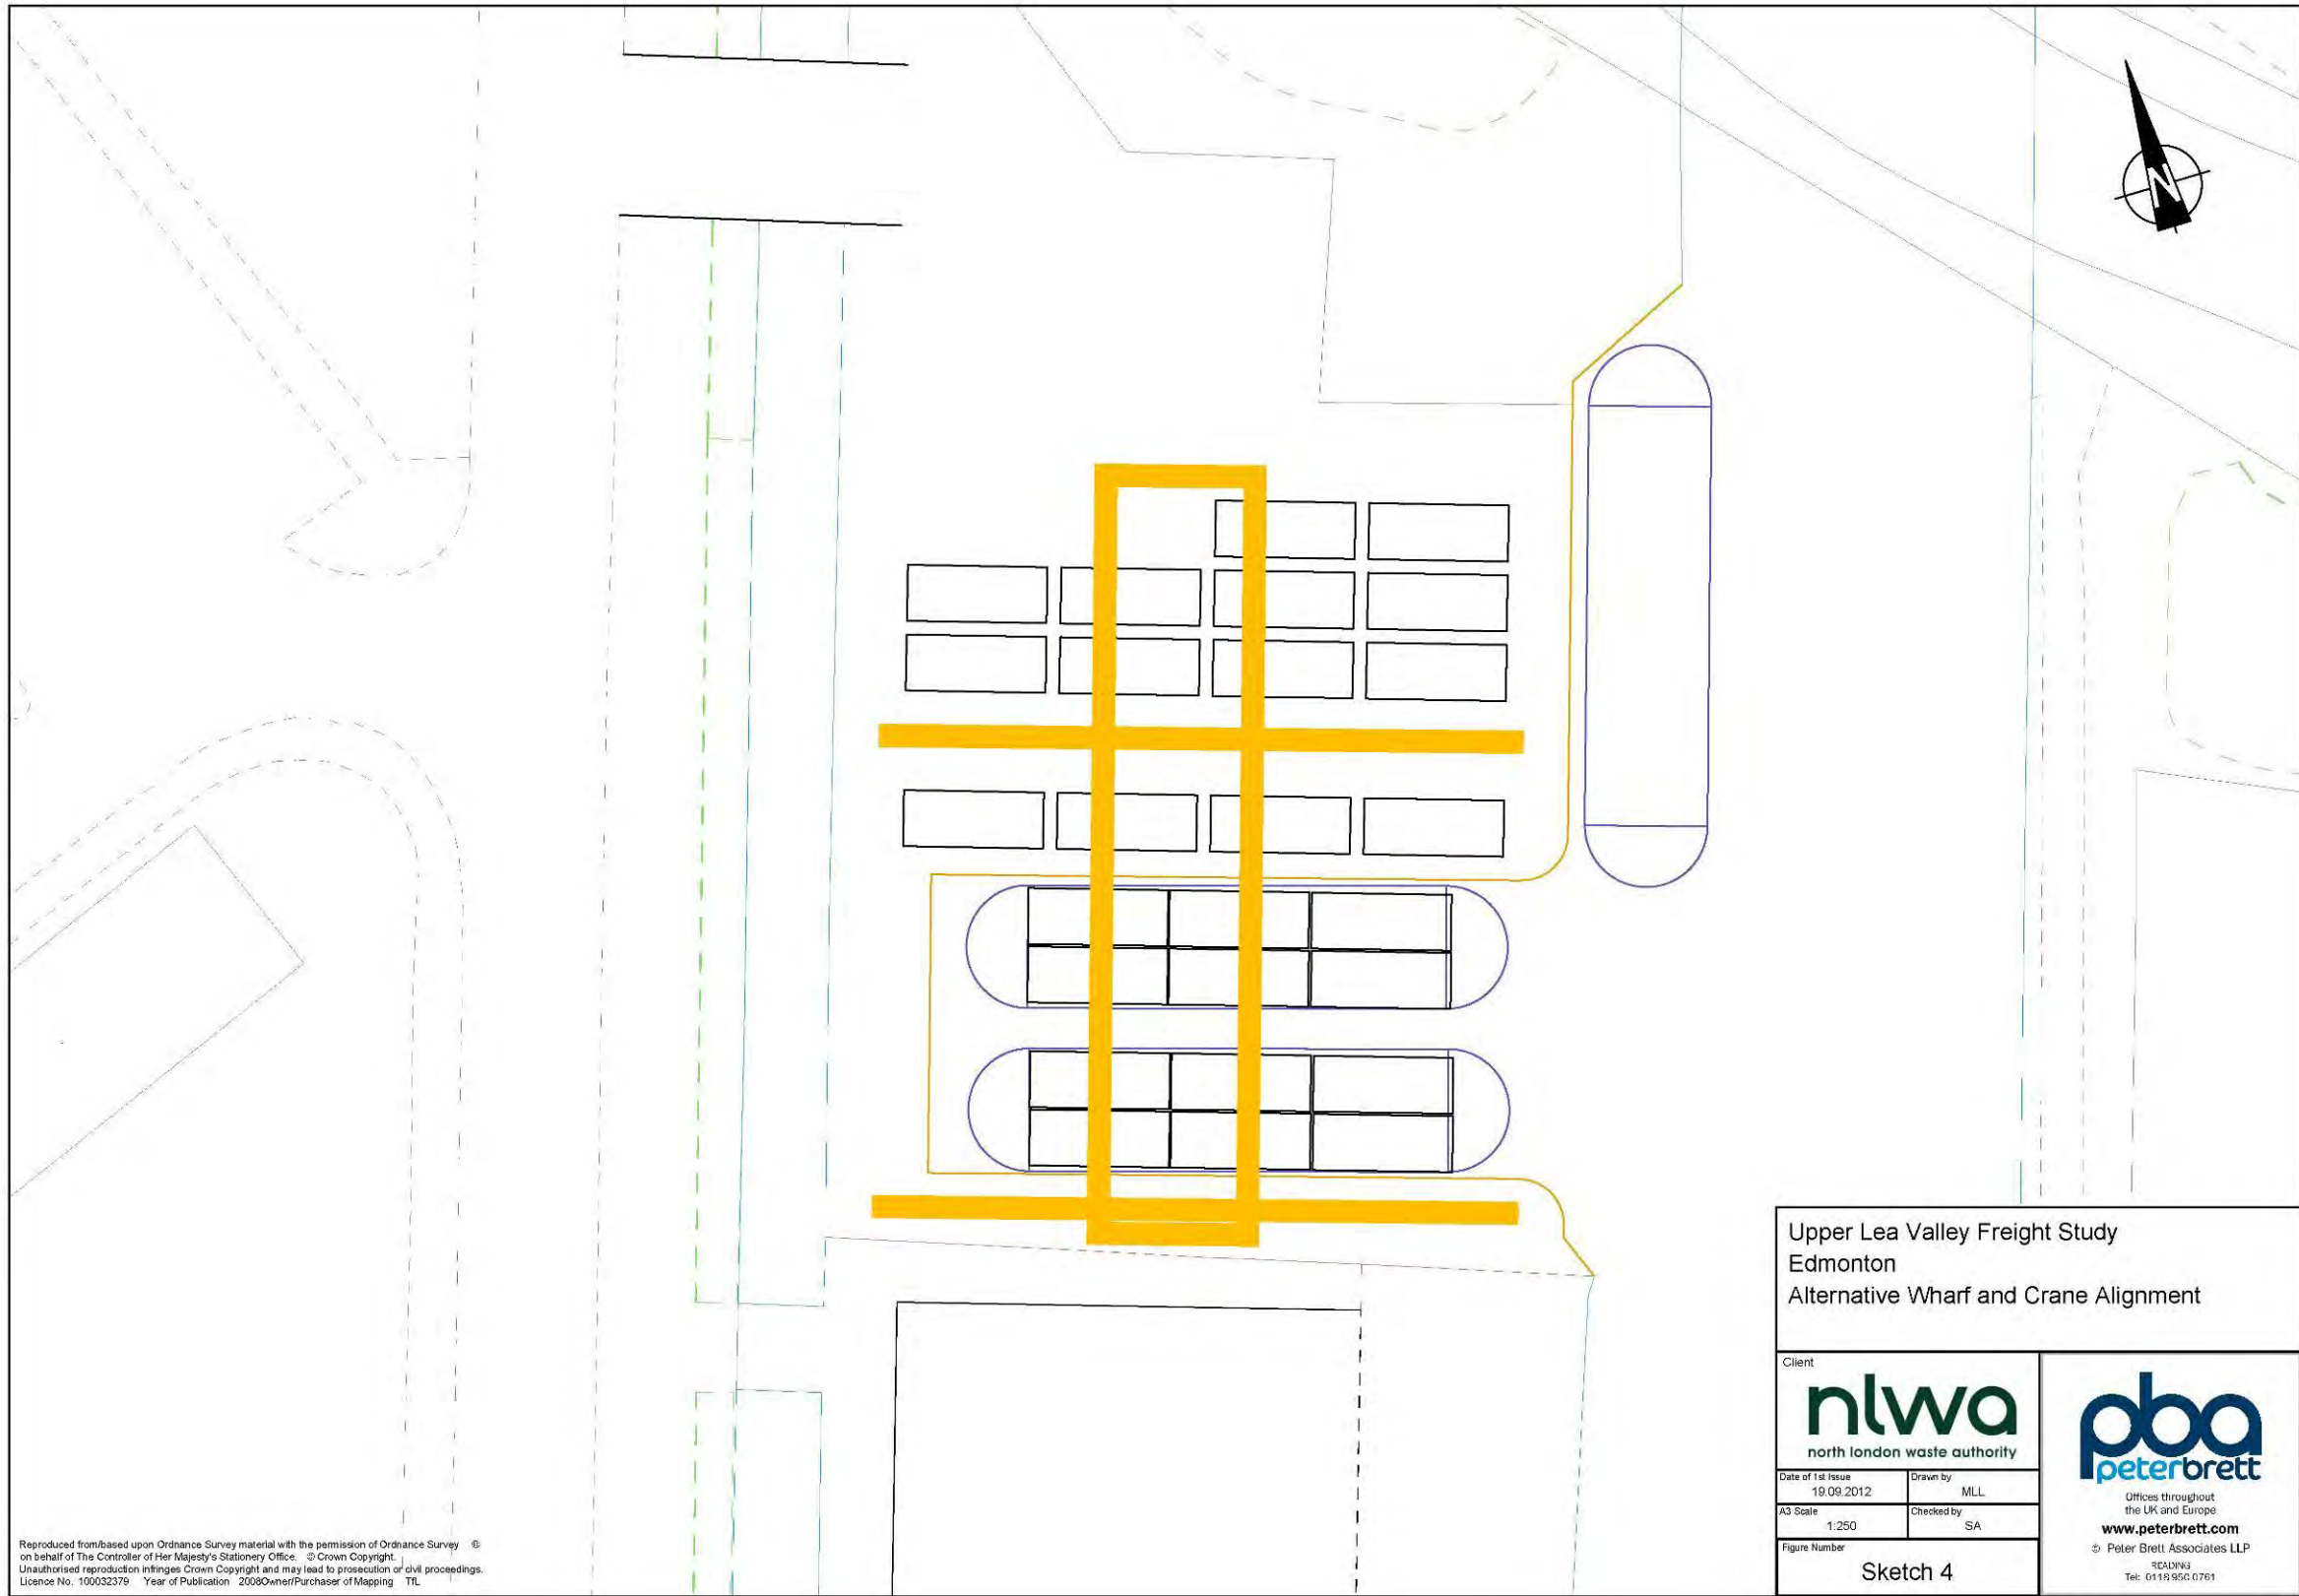 N
Upper Lea Valley Freight Study
Edmonton
Alternative Wharf and Crane Alignment
Client
nlwa
north london waste authority
Date of 1st Issue
19.09.2012
Drawn by
MLL
A3 Scale
1:250
Checked by
SA
Figure Number
Sketch 4
pba
peterbrett
Offices throughout
the UK and Europe
www.peterbrett.com
© Peter Brett Associates LLP
READING
Tel: 0118 950 0761
Reproduced from/based upon Ordnance Survey material with the permission of Ordnance Survey ©
on behalf of The Controller of Her Majesty's Stationery Office. © Crown Copyright.
Unauthorised reproduction infringes Crown Copyright and may lead to prosecution or civil proceedings.
Licence No. 100032379 Year of Publication 2008Owner/Purchaser of Mapping TfL